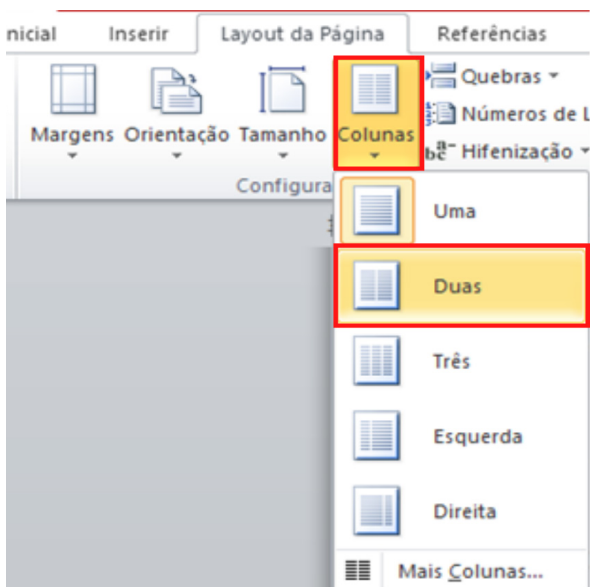 nicial Inserir Layout da Página Referências
Quebras
Números de L
Margens Orientação Tamanho Colunas
Hifenização
Configura
Uma
Duas
Três
Esquerda
Direita
Mais Colunas...